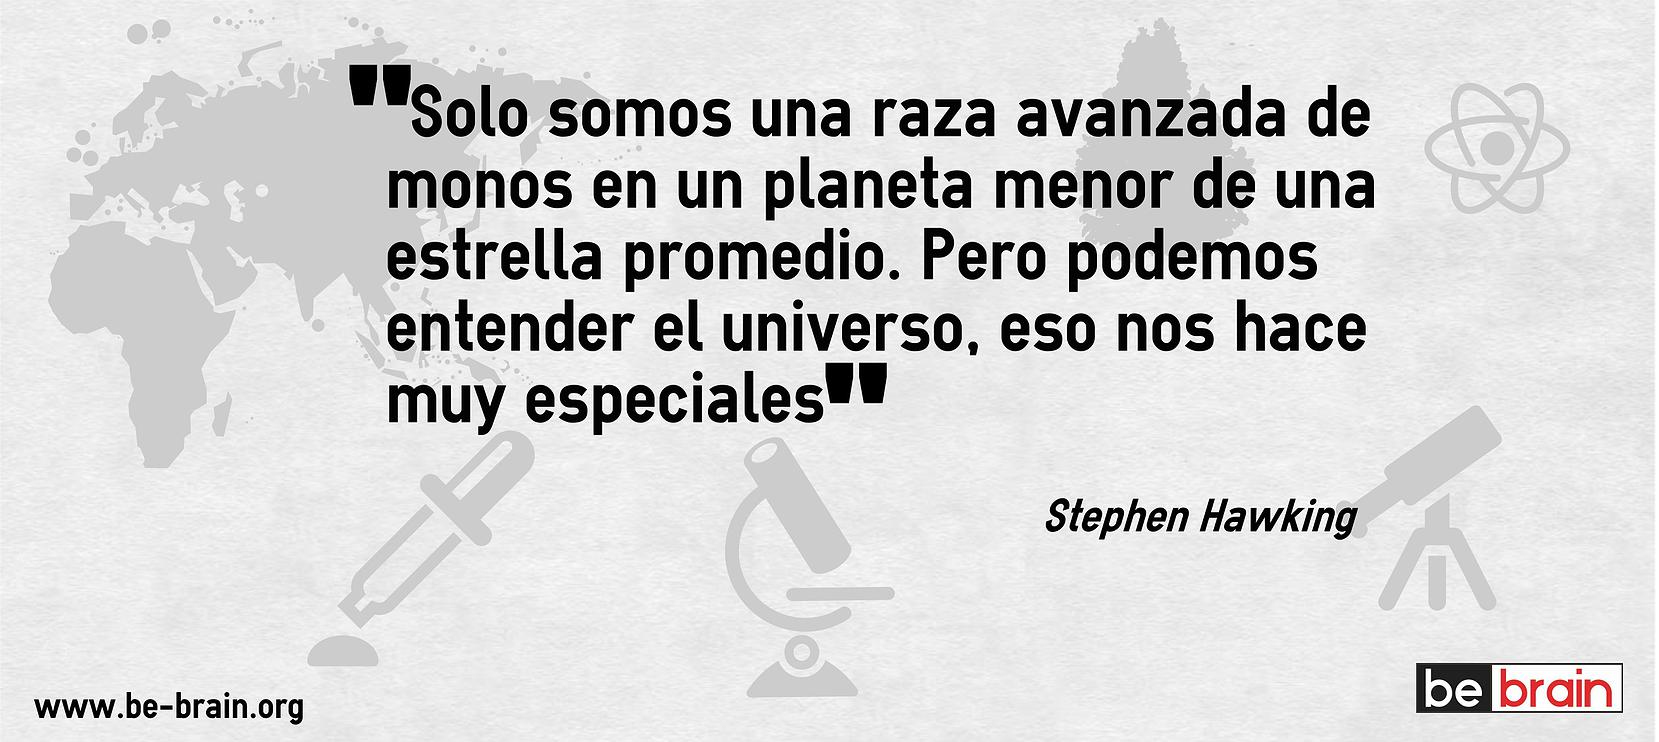 "Solo somos una raza avanzada de
monos en un planeta menor de una
estrella promedio. Pero podemos
entender el universo, eso nos hace
muy especiales"
Stephen Hawking
www.be-brain.org
be brain